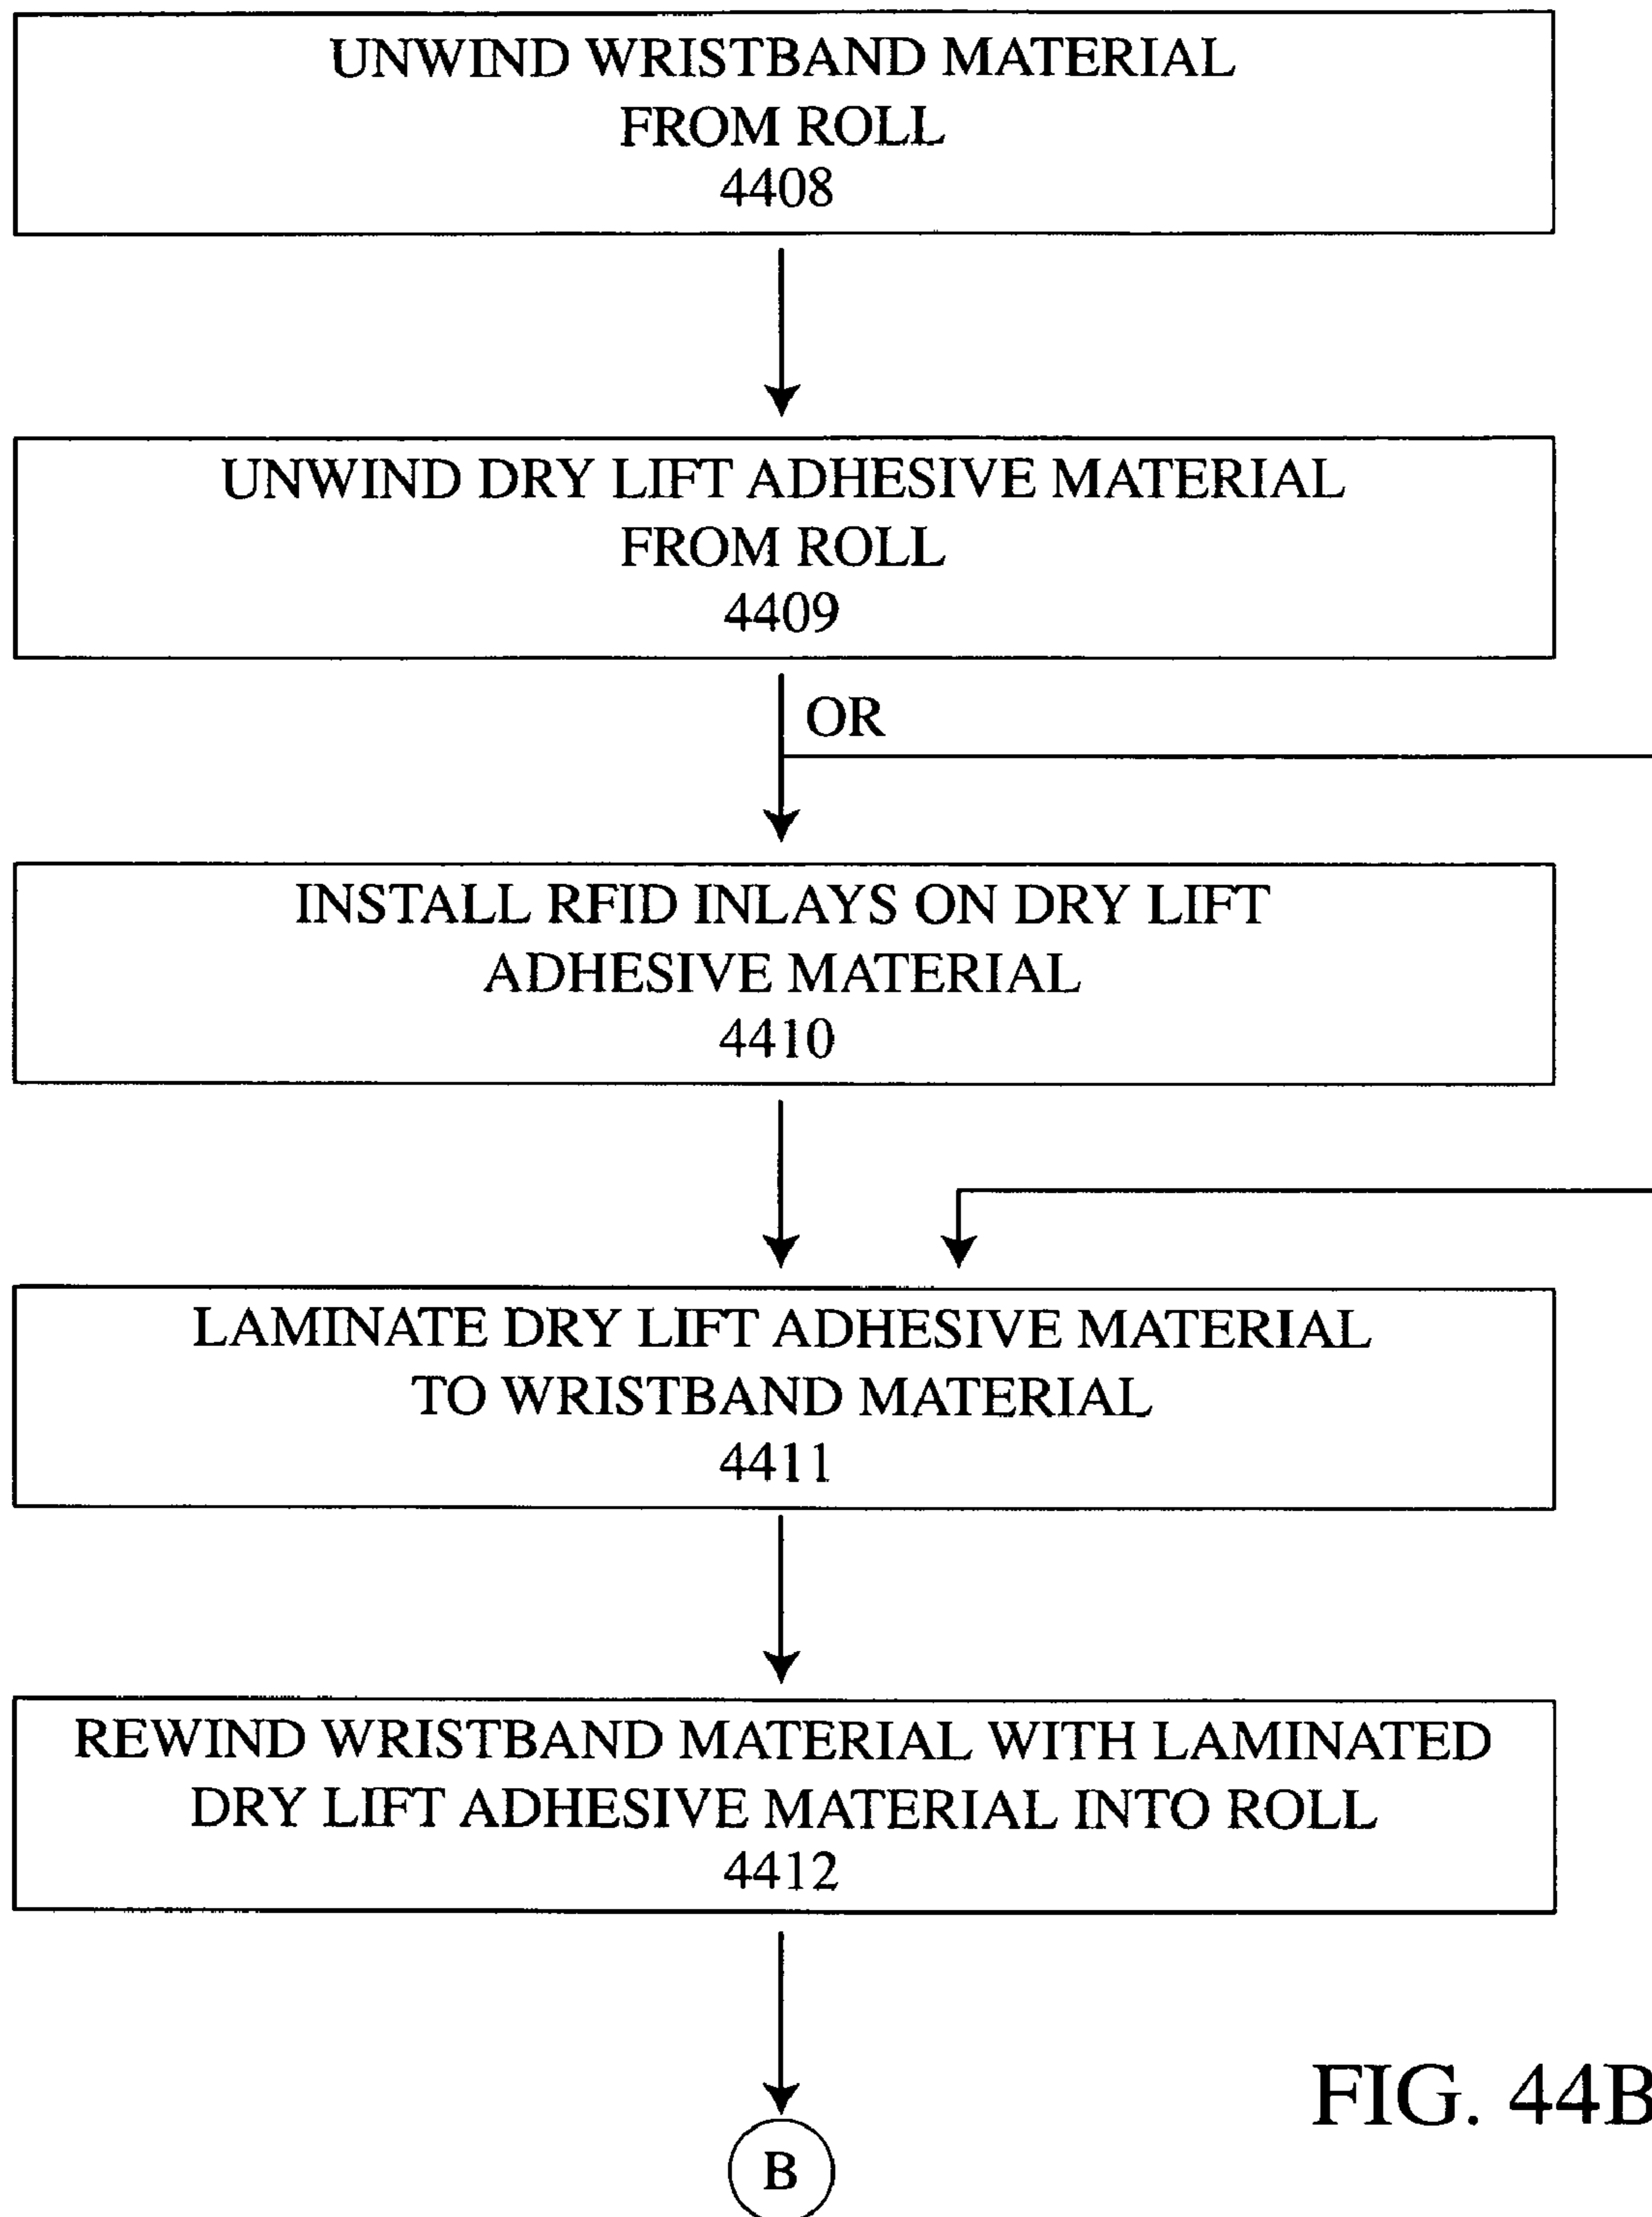 UNWIND WRISTBAND MATERIAL
FROM ROLL
4408
UNWIND DRY LIFT ADHESIVE MATERIAL
FROM ROLL
4409
OR
INSTALL RFID INLAYS ON DRY LIFT
ADHESIVE MATERIAL
4410
LAMINATE DRY LIFT ADHESIVE MATERIAL
TO WRISTBAND MATERIAL
4411
REWIND WRISTBAND MATERIAL WITH LAMINATED
DRY LIFT ADHESIVE MATERIAL INTO ROLL
4412
FIG. 44B
B